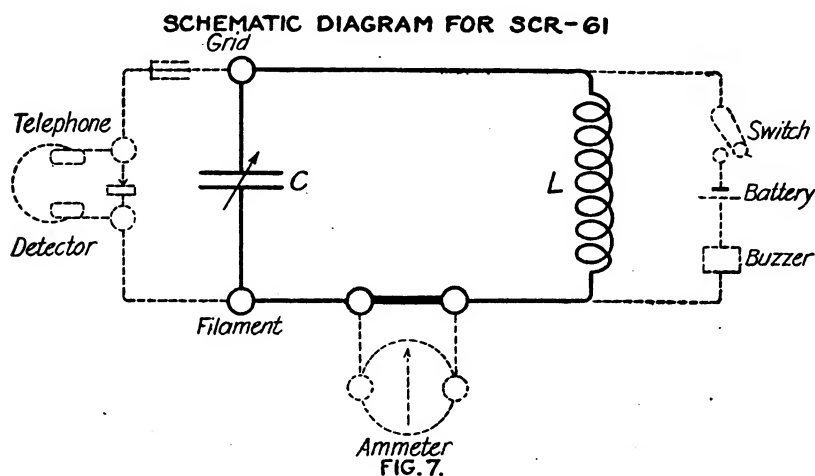 SCHEMATIC DIAGRAM FOR SCR-61
Grid
Telephone
Switch
C
L
Battery
Detector
Buzzer
Filament
Ammeter
FIG. 7.